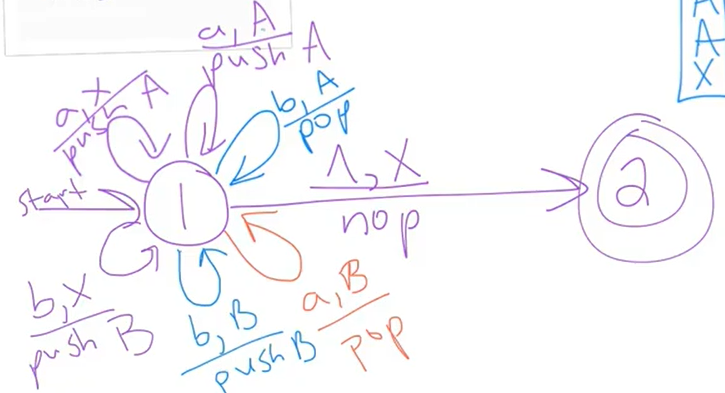 a, A
push A
a, X
push A
b, A
pop
A
A
X
start
1
Λ, X
nop
2
b, X
push B
b, B
push B
a, B
pop